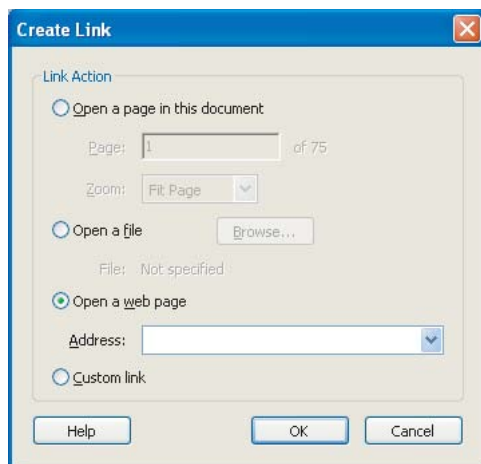 Create Link
Link Action
Open a page in this document
Page: 1 of 75
Zoom: Fit Page
Open a file Browse...
File: Not specified
Open a web page
Address:
Custom link
Help OK Cancel